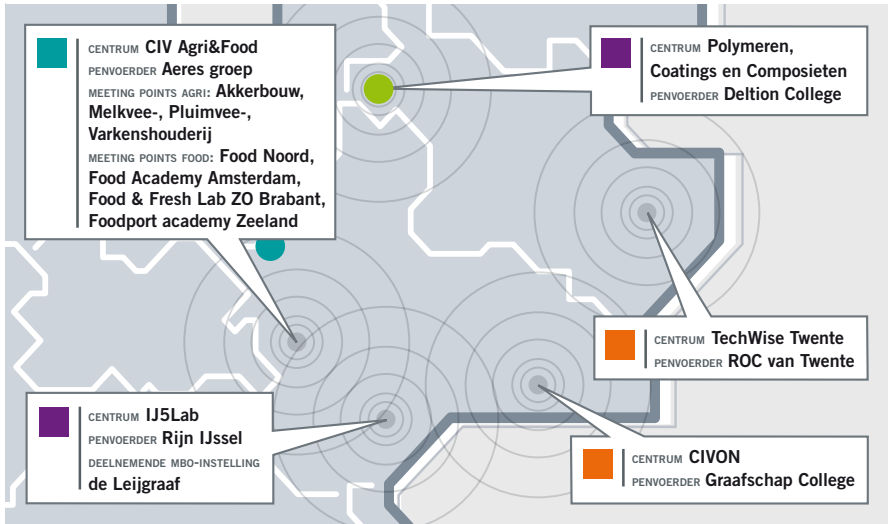 CENTRUM CIV Agri&Food
PENVOERDER Aeres groep
MEETING POINTS AGRI: Akkerbouw,
Melkvee-, Pluimvee-,
Varkenshouderij
MEETING POINTS FOOD: Food Noord,
Food Academy Amsterdam,
Food & Fresh Lab ZO Brabant,
Foodport academy Zeeland
CENTRUM Polymeren,
Coatings en Composieten
PENVOERDER Deltion College
CENTRUM TechWise Twente
PENVOERDER ROC van Twente
CENTRUM IJ5Lab
PENVOERDER Rijn IJssel
DEELNEMENDE MBO-INSTELLING
de Leijgraaf
CENTRUM CIVON
PENVOERDER Graafschap College